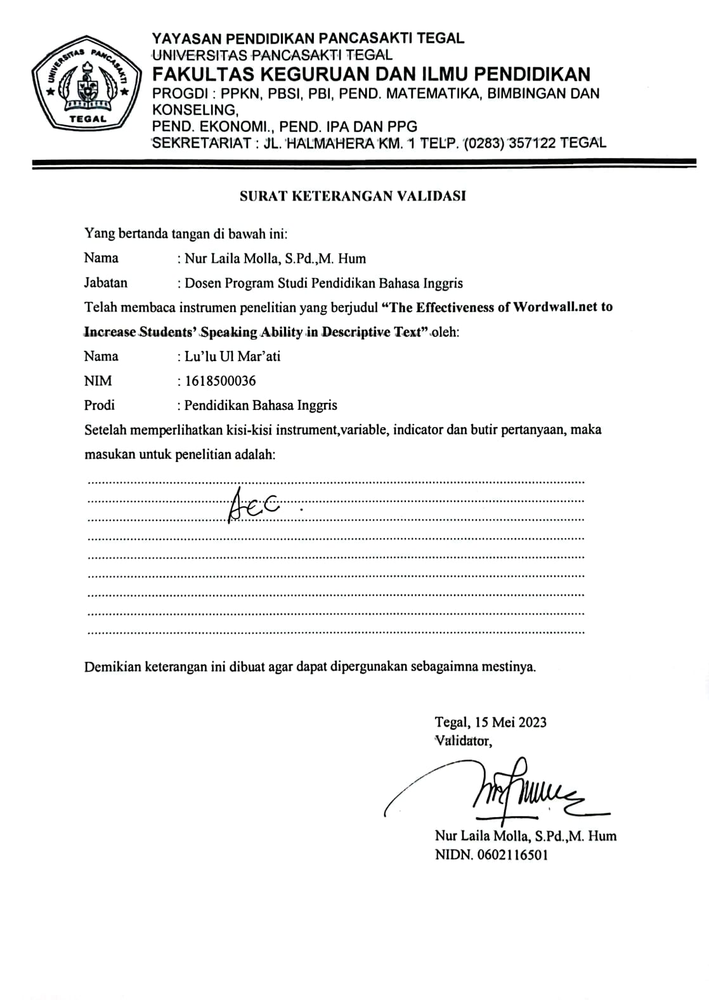 YAYASAN PENDIDIKAN PANCASAKTI TEGAL
UNIVERSITAS PANCASAKTI TEGAL
FAKULTAS KEGURUAN DAN ILMU PENDIDIKAN
PROGDI : PPKN, PBSI, PBI, PEND. MATEMATIKA, BIMBINGAN DAN
KONSELING,
PEND. EKONOMI., PEND. IPA DAN PPG
SEKRETARIAT : JL. HALMAHERA KM. 1 TELP. (0283) 357122 TEGAL
UNIVERSITAS PANCASAKTI
TEGAL
SURAT KETERANGAN VALIDASI
Yang bertanda tangan di bawah ini:
Nama : Nur Laila Molla, S.Pd.,M. Hum
Jabatan : Dosen Program Studi Pendidikan Bahasa Inggris
Telah membaca instrumen penelitian yang berjudul “The Effectiveness of Wordwall.net to
Increase Students’ Speaking Ability in Descriptive Text” oleh:
Nama : Lu’lu Ul Mar’ati
NIM : 1618500036
Prodi : Pendidikan Bahasa Inggris
Setelah memperlihatkan kisi-kisi instrument,variable, indicator dan butir pertanyaan, maka
masukan untuk penelitian adalah:
Acc .
Demikian keterangan ini dibuat agar dapat dipergunakan sebagaimna mestinya.
Tegal, 15 Mei 2023
Validator,
Nur Laila Molla, S.Pd.,M. Hum
NIDN. 0602116501